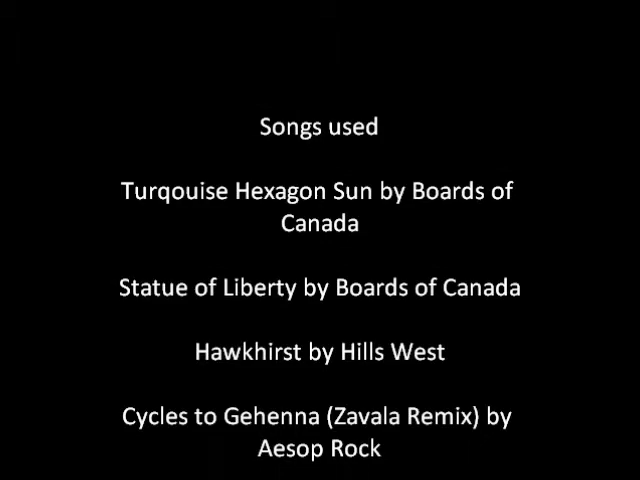 Songs used
Turqouise Hexagon Sun by Boards of
Canada
Statue of Liberty by Boards of Canada
Hawkhirst by Hills West
Cycles to Gehenna (Zavala Remix) by
Aesop Rock